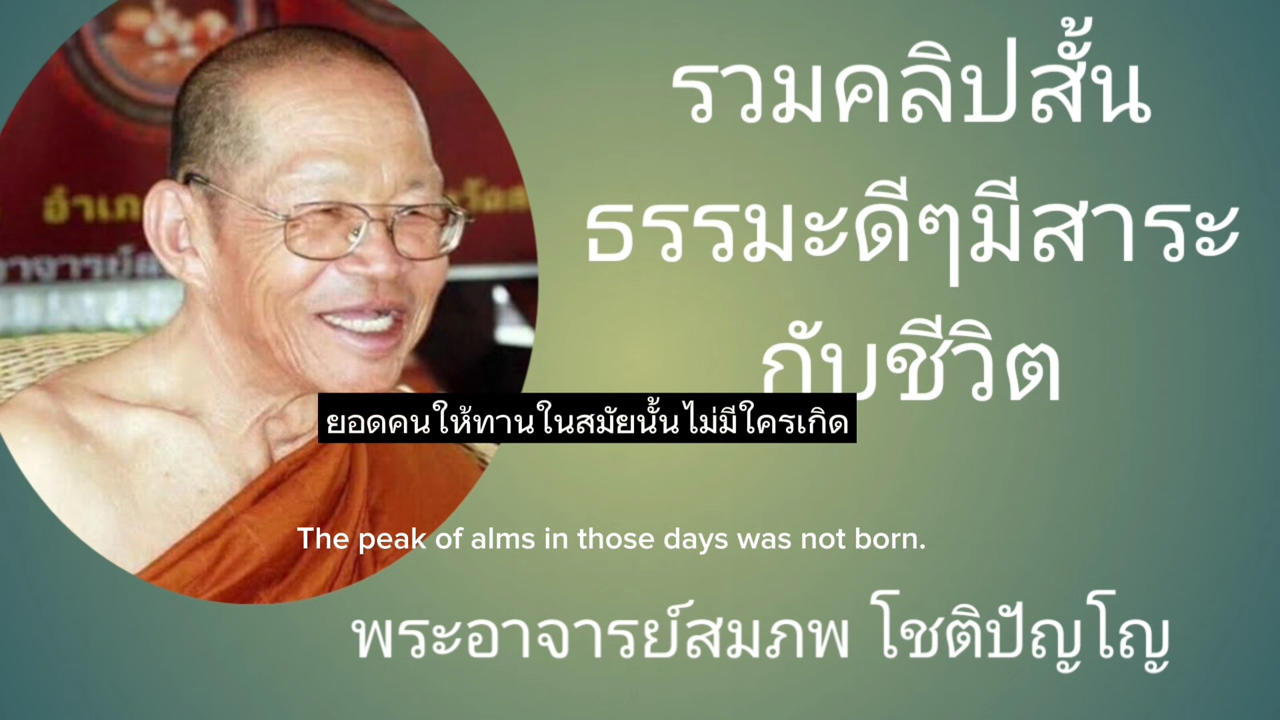 รวมคลิปสั้น
ธรรมะดีๆมีสาระ
กับชีวิต
อำเภ
ยอดคนให้ทานในสมัยนั้นไม่มีใครเกิด
The peak of alms in those days was not born.
พระอาจารย์สมภพ โชติปัญโญ